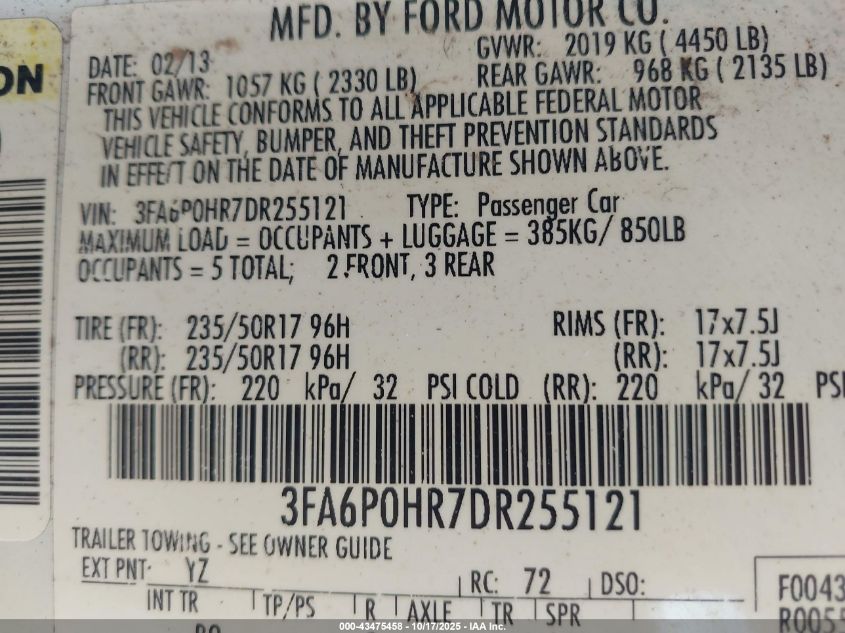 MFD. BY FORD MOTOR CO.
DATE: 02/13 GVWR: 2019 KG ( 4450 LB)
FRONT GAWR: 1057 KG ( 2330 LB) REAR GAWR: 968 KG ( 2135 LB)
THIS VEHICLE CONFORMS TO ALL APPLICABLE FEDERAL MOTOR
VEHICLE SAFETY, BUMPER, AND THEFT PREVENTION STANDARDS
IN EFFECT ON THE DATE OF MANUFACTURE SHOWN ABOVE.
VIN: 3FA6P0HR7DR255121 TYPE: Passenger Car
MAXIMUM LOAD = OCCUPANTS + LUGGAGE = 385KG/ 850LB
OCCUPANTS = 5 TOTAL; 2 FRONT, 3 REAR
TIRE (FR): 235/50R17 96H RIMS (FR): 17x7.5J
(RR): 235/50R17 96H (RR): 17x7.5J
PRESSURE (FR): 220 kPa/ 32 PSI COLD (RR): 220 kPa/ 32 PSI
3FA6P0HR7DR255121
TRAILER TOWING - SEE OWNER GUIDE
EXT PNT: YZ RC: 72 DSO: F0043
INT TR TP/PS R AXLE TR SPR R0055
ON
000-43475458 - 10/17/2025 - IAA Inc.